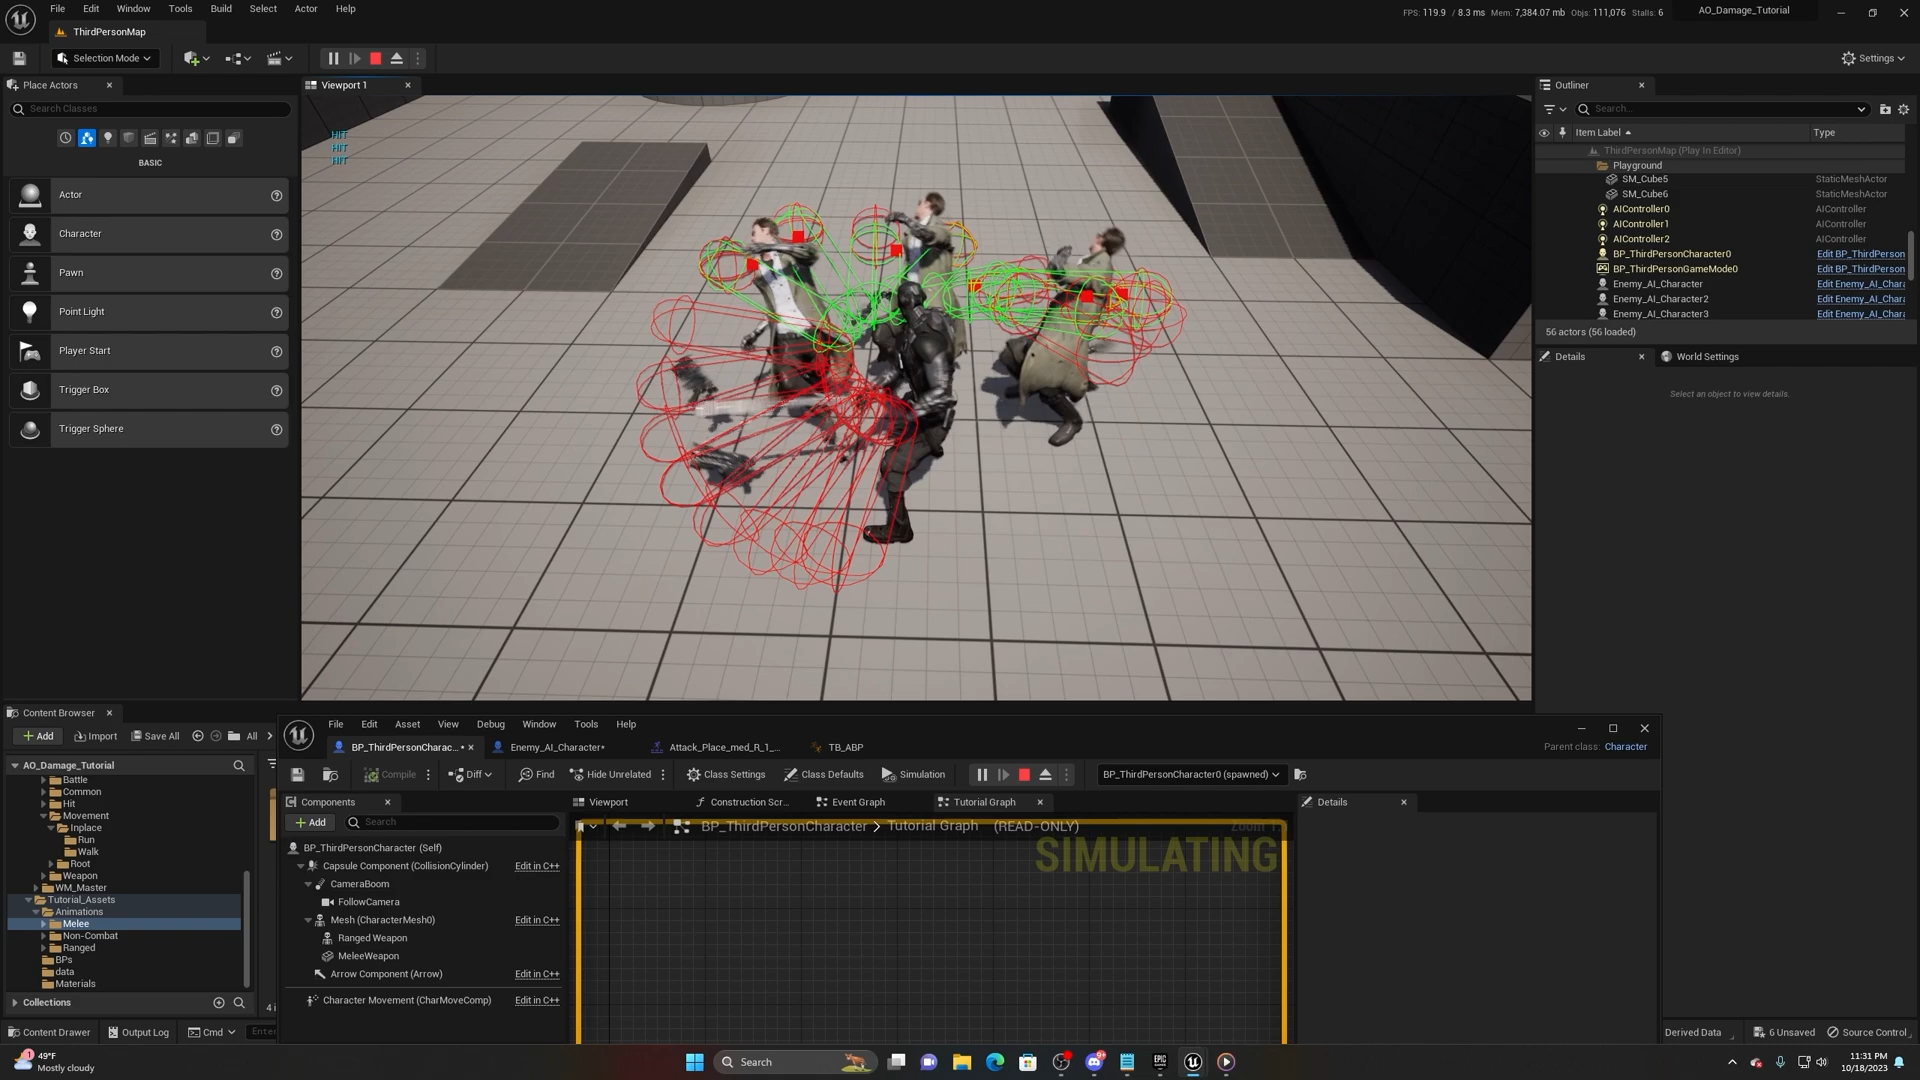 File Edit Window Tools Build Select Actor Help
FPS: 119.9 / 8.3 ms Mem: 7,384.07 mb Objs: 111,076 Stalls: 6
AO_Damage_Tutorial
ThirdPersonMap
Selection Mode
Settings
Place Actors
Viewport 1
Outliner
Search Classes
Search...
BASIC
HIT
HIT
HIT
Item Label
Type
Actor
Character
Pawn
Point Light
Player Start
Trigger Box
Trigger Sphere
ThirdPersonMap (Play In Editor)
Playground
SM_Cube5 StaticMeshActor
SM_Cube6 StaticMeshActor
AIController0 AIController
AIController1 AIController
AIController2 AIController
BP_ThirdPersonCharacter0 Edit BP_ThirdPerson
BP_ThirdPersonGameMode0 Edit BP_ThirdPerson
Enemy_AI_Character Edit Enemy_AI_Chara
Enemy_AI_Character2 Edit Enemy_AI_Chara
Enemy_AI_Character3 Edit Enemy_AI_Chara
56 actors (56 loaded)
Details
World Settings
Select an object to view details.
Content Browser
Add Import Save All All
AO_Damage_Tutorial
Battle
Common
Hit
Movement
Inplace
Run
Walk
Root
Weapon
WM_Master
Tutorial_Assets
Animations
Melee
Non-Combat
Ranged
BPs
data
Materials
Collections
4 i
Content Drawer Output Log Cmd Enter
File Edit Asset View Debug Window Tools Help
BP_ThirdPersonCharac...• Enemy_AI_Character• Attack_Place_med_R_1_... TB_ABP
Parent class: Character
Compile Diff Find Hide Unrelated Class Settings Class Defaults Simulation BP_ThirdPersonCharacter0 (spawned)
Components
Viewport Construction Scr... Event Graph Tutorial Graph
Details
Add Search
BP_ThirdPersonCharacter > Tutorial Graph (READ-ONLY)
SIMULATING
BP_ThirdPersonCharacter (Self)
Capsule Component (CollisionCylinder) Edit in C++
CameraBoom
FollowCamera
Mesh (CharacterMesh0) Edit in C++
Ranged Weapon
MeleeWeapon
Arrow Component (Arrow) Edit in C++
Character Movement (CharMoveComp) Edit in C++
Derived Data 6 Unsaved Source Control
49°F
Mostly cloudy
Search
11:31 PM
10/18/2023